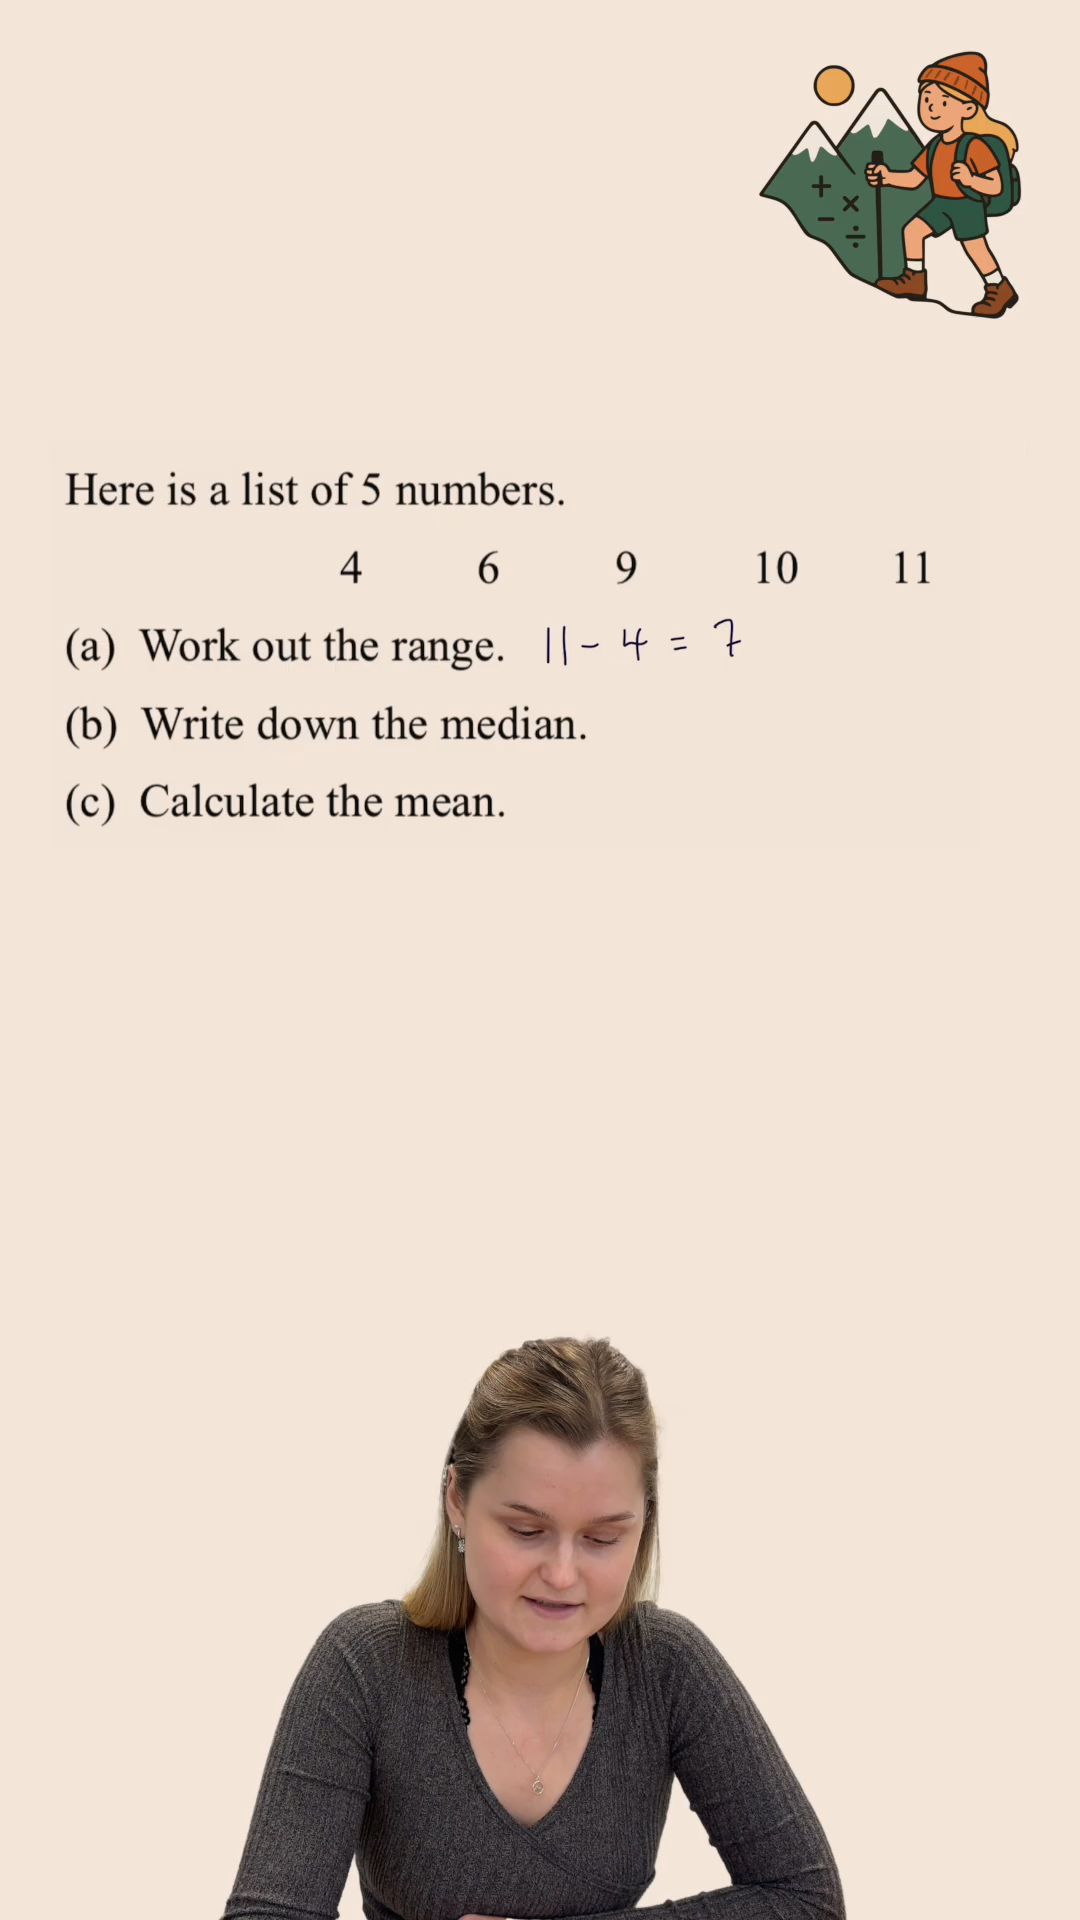 +
×
−
÷
Here is a list of 5 numbers.
4 6 9 10 11
(a) Work out the range. 11 - 4 = 7
(b) Write down the median.
(c) Calculate the mean.